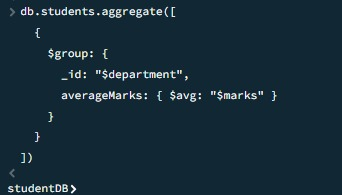 > db.students.aggregate([
{
$group: {
_id: "$department",
averageMarks: { $avg: "$marks" }
}
}
])
<
studentDB>